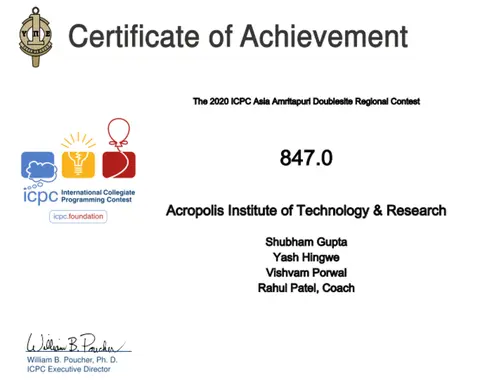 Certificate of Achievement
The 2020 ICPC Asia Amritapuri Doublesite Regional Contest
847.0
icpc International Collegiate
Programming Contest
icpc.foundation
Acropolis Institute of Technology & Research
Shubham Gupta
Yash Hingwe
Vishvam Porwal
Rahul Patel, Coach
William B. Poucher
William B. Poucher, Ph. D.
ICPC Executive Director